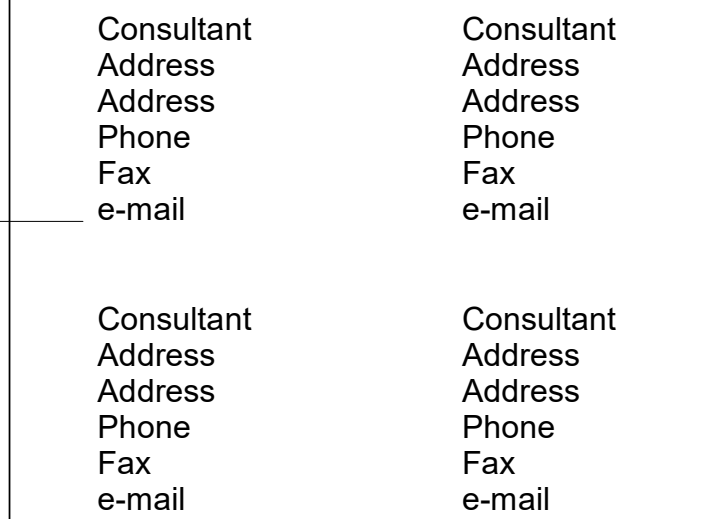 Consultant
Address
Address
Phone
Fax
e-mail
Consultant
Address
Address
Phone
Fax
e-mail
Consultant
Address
Address
Phone
Fax
e-mail
Consultant
Address
Address
Phone
Fax
e-mail